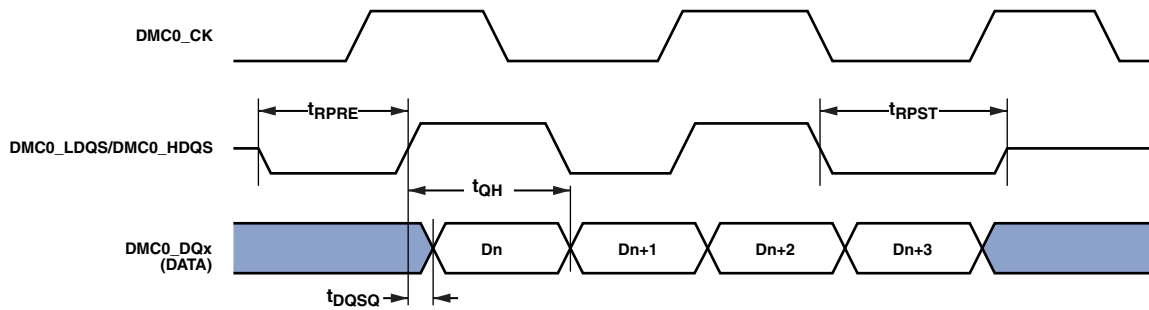 DMC0_CK
tRPRE
tRPST
DMC0_LDQS/DMC0_HDQS
tQH
DMC0_DQx
(DATA)
Dn
Dn+1
Dn+2
Dn+3
tDQSQ